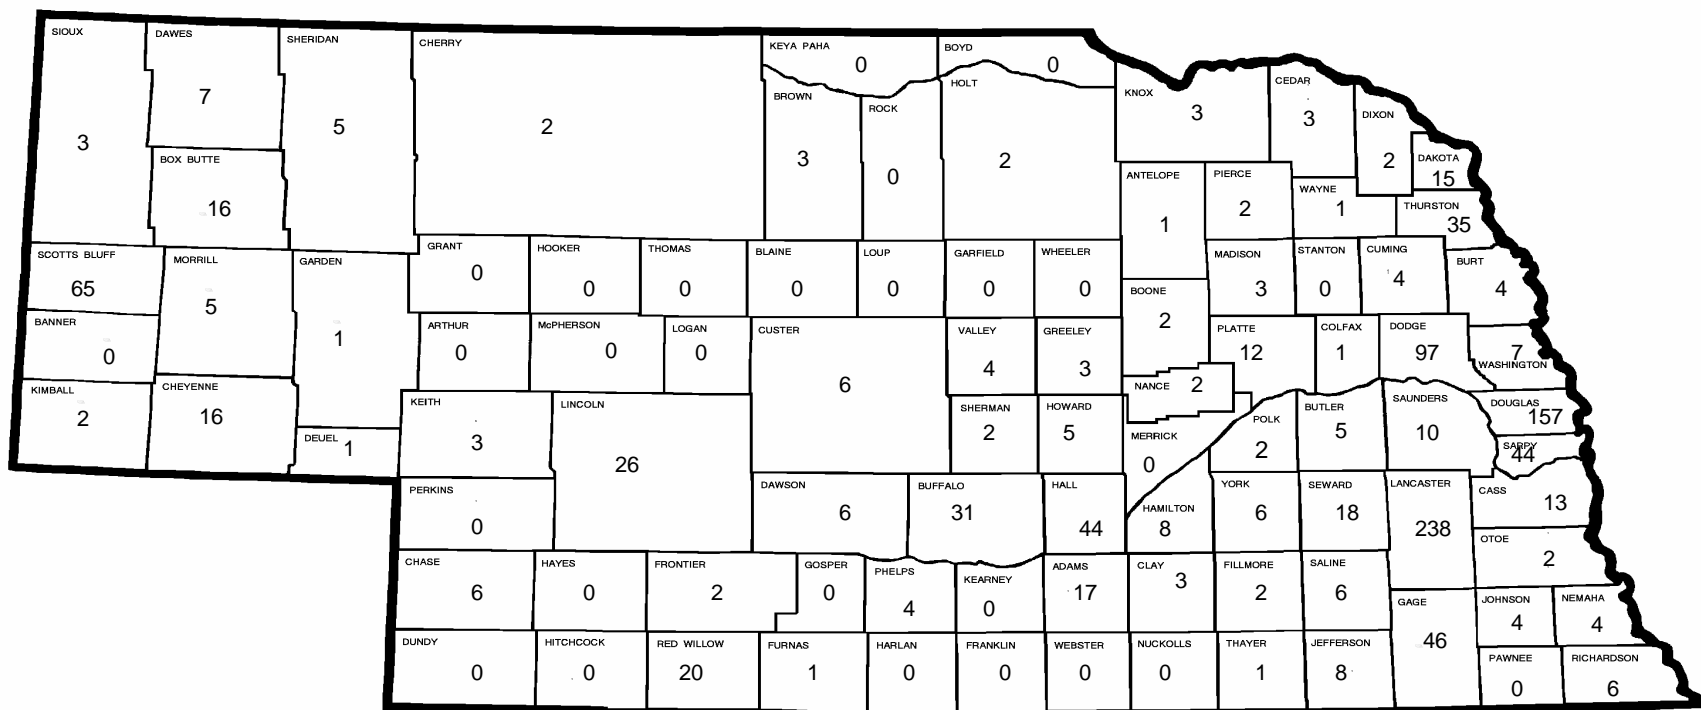 SIOUX
3
DAWES
7
SHERIDAN
5
CHERRY
2
KEYA PAHA
0
BOYD
0
BROWN
3
ROCK
0
HOLT
2
KNOX
3
CEDAR
3
DIXON
2
DAKOTA
15
BOX BUTTE
16
ANTELOPE
1
PIERCE
2
WAYNE
1
THURSTON
35
SCOTTS BLUFF
65
MORRILL
5
GARDEN
1
GRANT
0
HOOKER
0
THOMAS
0
BLAINE
0
LOUP
0
GARFIELD
0
WHEELER
0
BOONE
2
MADISON
3
STANTON
0
CUMING
4
BURT
4
BANNER
0
ARTHUR
0
McPHERSON
0
LOGAN
0
CUSTER
6
VALLEY
4
GREELEY
3
PLATTE
12
COLFAX
1
DODGE
97
7
WASHINGTON
KIMBALL
2
CHEYENNE
16
DEUEL
1
KEITH
3
LINCOLN
26
SHERMAN
2
HOWARD
5
NANCE
2
MERRICK
0
POLK
2
BUTLER
5
SAUNDERS
10
DOUGLAS
157
SARPY
44
PERKINS
0
DAWSON
6
BUFFALO
31
HALL
44
HAMILTON
8
YORK
6
SEWARD
18
LANCASTER
238
CASS
13
OTOE
2
CHASE
6
HAYES
0
FRONTIER
2
GOSPER
0
PHELPS
4
KEARNEY
0
ADAMS
17
CLAY
3
FILLMORE
2
SALINE
6
GAGE
46
JOHNSON
4
NEMAHA
4
DUNDY
0
HITCHCOCK
0
RED WILLOW
20
FURNAS
1
HARLAN
0
FRANKLIN
0
WEBSTER
0
NUCKOLLS
0
THAYER
1
JEFFERSON
8
PAWNEE
0
RICHARDSON
6